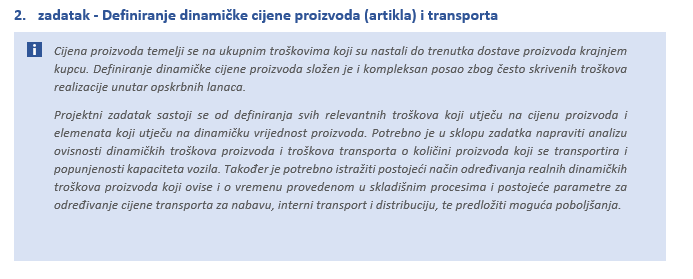 2. zadatak - Definiranje dinamičke cijene proizvoda (artikla) i transporta
i
Cijena proizvoda temelji se na ukupnim troškovima koji su nastali do trenutka dostave proizvoda krajnjem
kupcu. Definiranje dinamičke cijene proizvoda složen je i kompleksan posao zbog često skrivenih troškova
realizacije unutar opskrbnih lanaca.
Projektni zadatak sastoji se od definiranja svih relevantnih troškova koji utječu na cijenu proizvoda i
elemenata koji utječu na dinamičku vrijednost proizvoda. Potrebno je u sklopu zadatka napraviti analizu
ovisnosti dinamičkih troškova proizvoda i troškova transporta o količini proizvoda koji se transportira i
popunjenosti kapaciteta vozila. Također je potrebno istražiti postojeći način određivanja realnih dinamičkih
troškova proizvoda koji ovise i o vremenu provedenom u skladišnim procesima i postojeće parametre za
određivanje cijene transporta za nabavu, interni transport i distribuciju, te predložiti moguća poboljšanja.